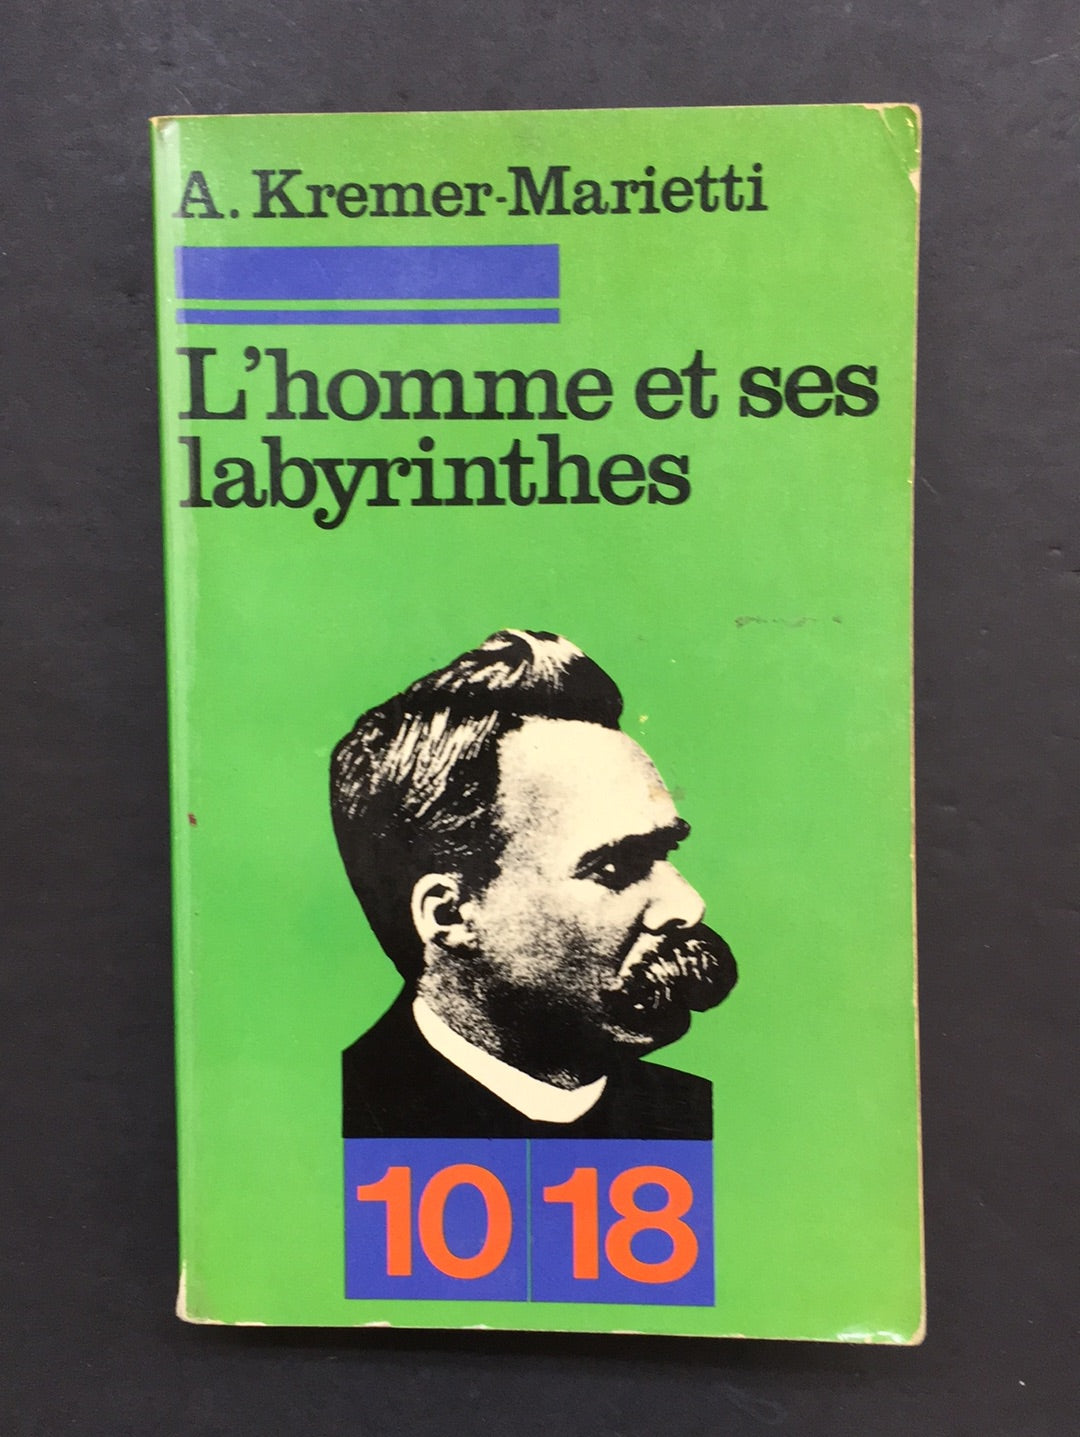 A. Kremer-Marietti
L'homme et ses
labyrinthes
10 18